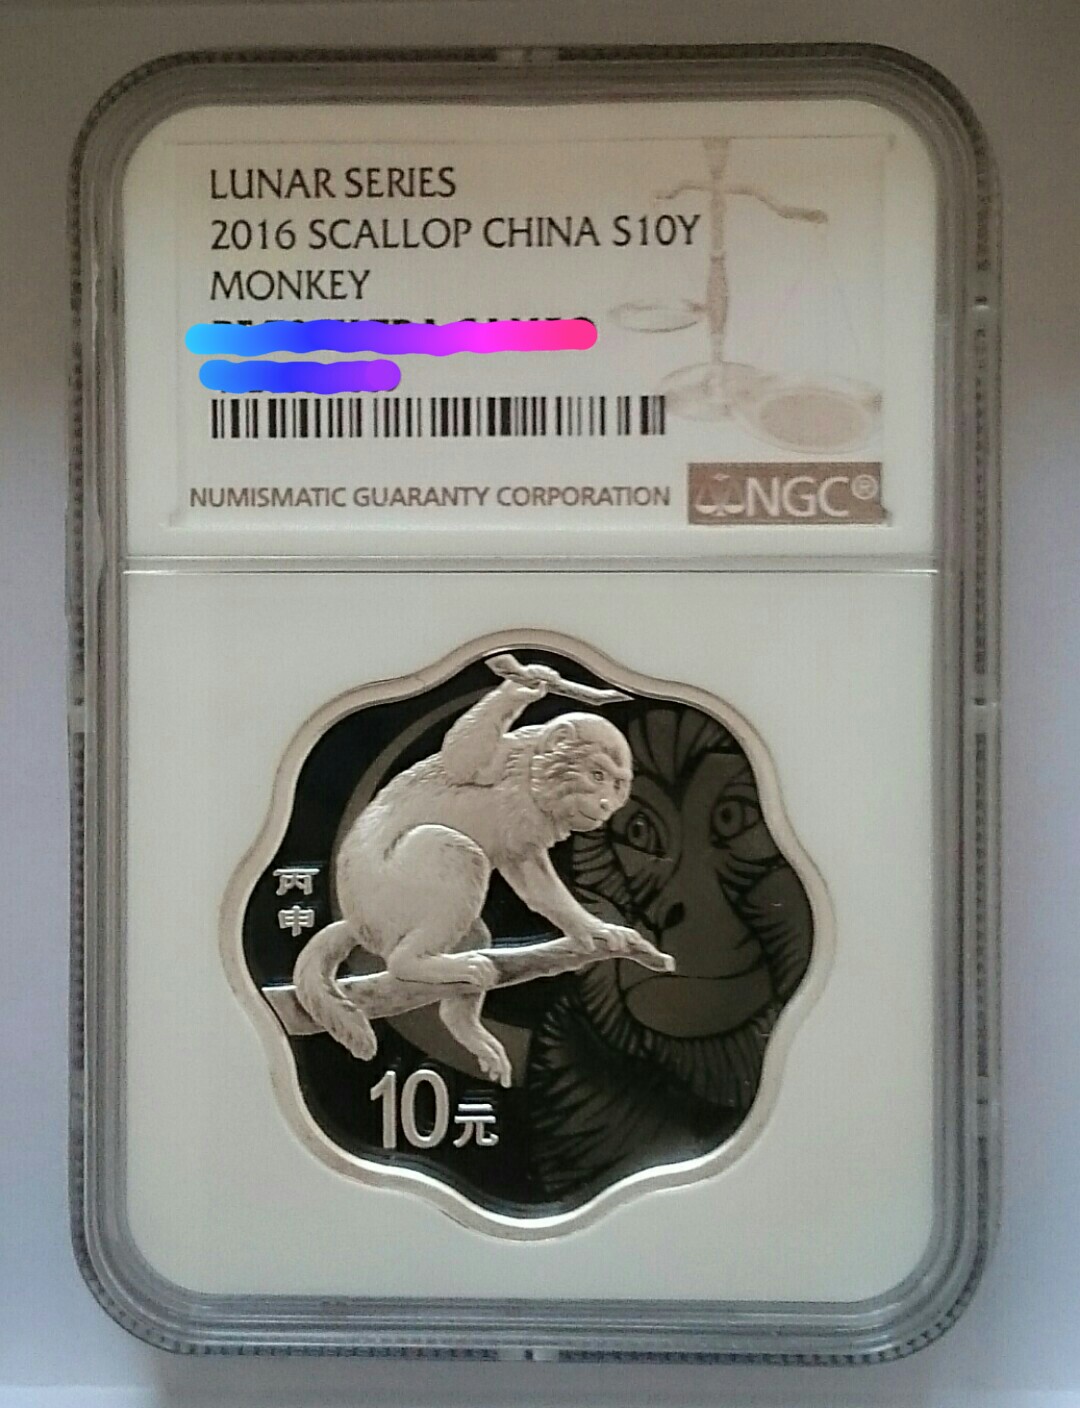 LUNAR SERIES
2016 SCALLOP CHINA S10Y
MONKEY
NUMISMATIC GUARANTY CORPORATION
NGC®
丙
申
10元